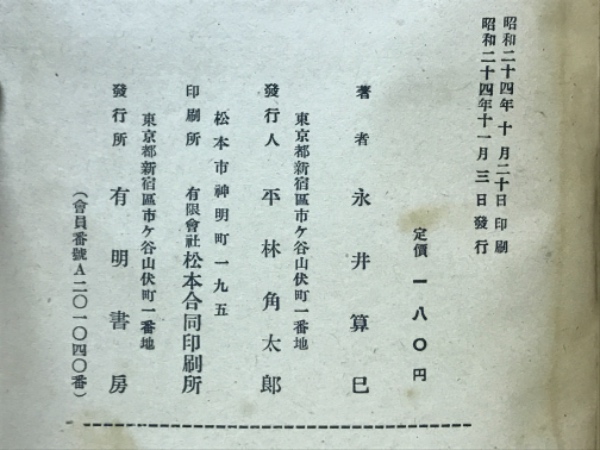 昭和二十四年十月二十日印刷
昭和二十四年十一月三日發行
定價 一八〇円
著者 永井算巳
東京都新宿區市ケ谷山伏町一番地
發行人 平林角太郎
松本市神明町一九五
印刷所 有限會社松本合同印刷所
東京都新宿區市ケ谷山伏町一番地
發行所 有明書房
(會員番號A二〇一〇四〇番)